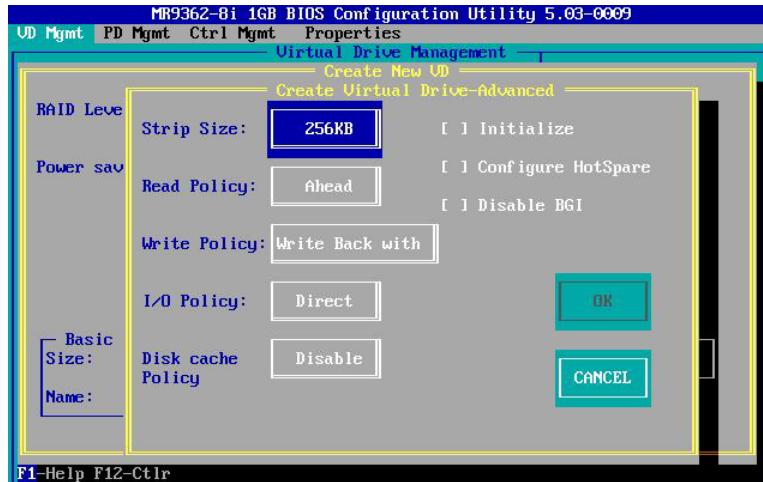 MR9362-8i 1GB BIOS Configuration Utility 5.03-0009
VD Mgmt PD Mgmt Ctrl Mgmt Properties
Virtual Drive Management
Create New VD
Create Virtual Drive-Advanced
RAID Leve
Strip Size: 256KB [ ] Initialize
Power sav
[ ] Configure HotSpare
Read Policy: Ahead
[ ] Disable BGI
Write Policy: Write Back with
I/O Policy: Direct OK
Basic
Size:
Disk cache Policy Disable
CANCEL
Name:
F1-Help F12-Ctlr